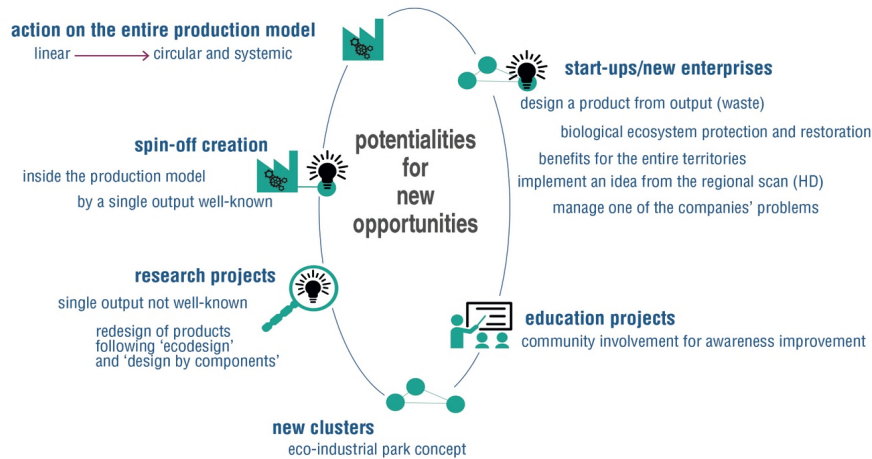 action on the entire production model
linear circular and systemic
start-ups/new enterprises
design a product from output (waste)
biological ecosystem protection and restoration
benefits for the entire territories
implement an idea from the regional scan (HD)
manage one of the companies’ problems
potentialities
for
new
opportunities
spin-off creation
inside the production model
by a single output well-known
research projects
single output not well-known
redesign of products
following ‘ecodesign’
and ‘design by components’
education projects
community involvement for awareness improvement
new clusters
eco-industrial park concept